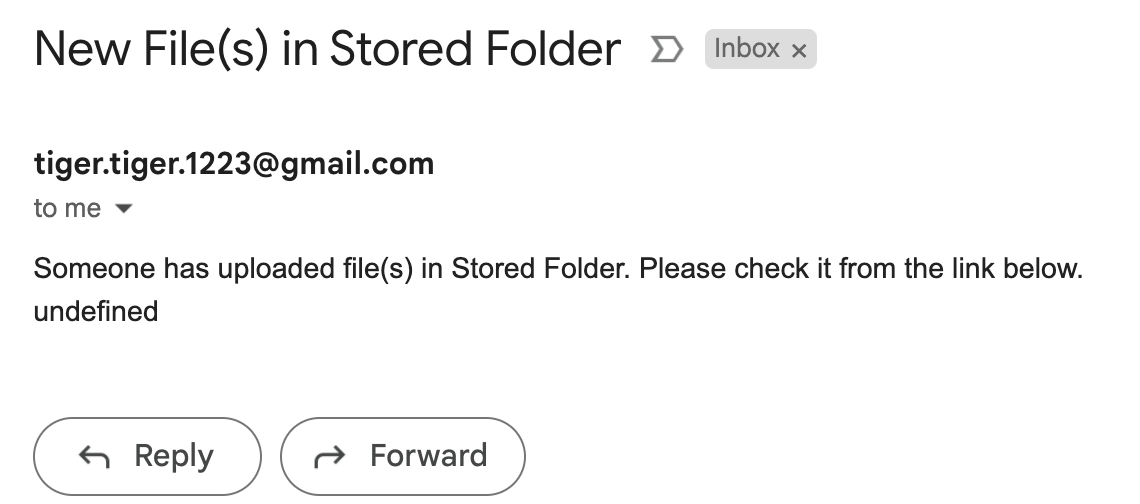 New File(s) in Stored Folder Inbox ×
tiger.tiger.1223@gmail.com
to me
Someone has uploaded file(s) in Stored Folder. Please check it from the link below.
undefined
Reply Forward